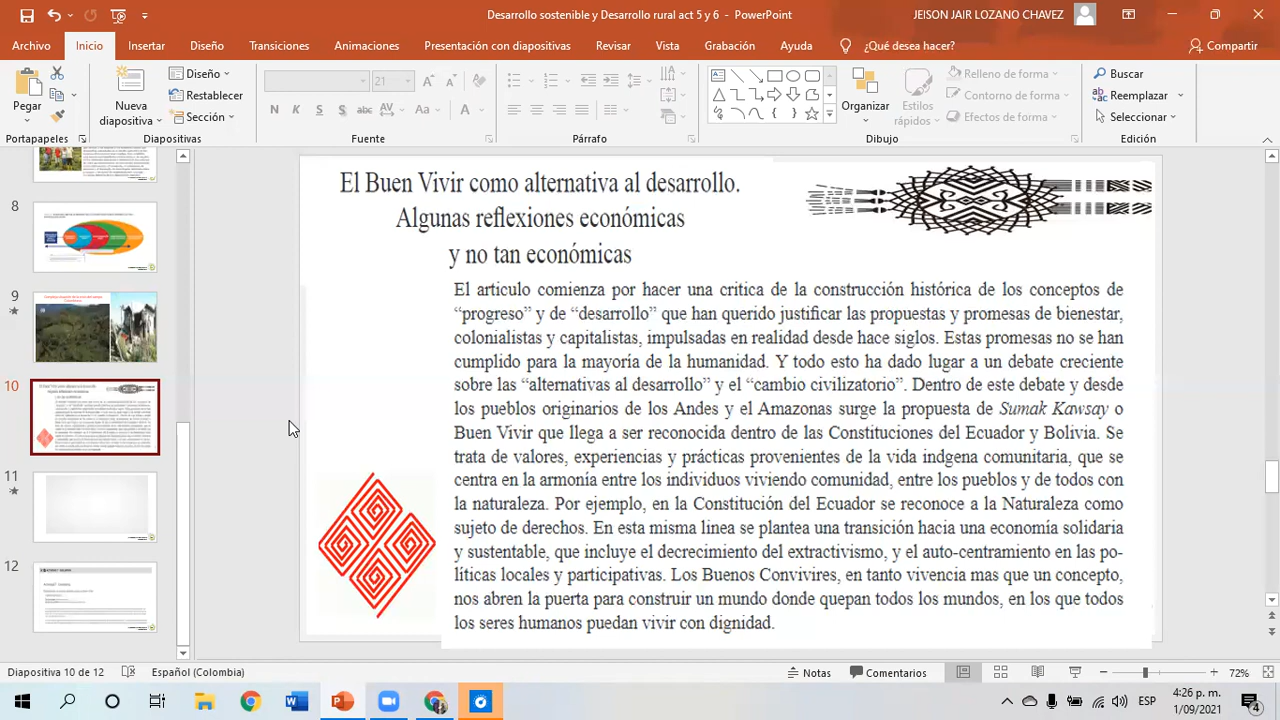 Desarrollo sostenible y Desarrollo rural act 5 y 6 - PowerPoint
JEISON JAIR LOZANO CHAVEZ
Archivo Inicio Insertar Diseño Transiciones Animaciones Presentación con diapositivas Revisar Vista Grabación Ayuda ¿Qué desea hacer? Compartir
Pegar
Portapapeles
Nueva diapositiva
Diseño
Restablecer
Sección
Diapositivas
21
N K S abc AV Aa A
Fuente
Párrafo
Organizar
Estilos rápidos
Relleno de forma
Contorno de forma
Efectos de forma
Dibujo
Buscar
Reemplazar
Seleccionar
Edición
8
9
10
11
12
El Buen Vivir como alternativa al desarrollo.
Algunas reflexiones económicas
y no tan económicas
El articulo comienza por hacer una critica de la construcción histórica de los conceptos de
“progreso” y de “desarrollo” que han querido justificar las propuestas y promesas de bienestar,
colonialistas y capitalistas, impulsadas en realidad desde hace siglos. Estas promesas no se han
cumplido para la mayoría de la humanidad. Y todo esto ha dado lugar a un debate creciente
sobre las “alternativas al desarrollo” y el “cambio civilizatorio”. Dentro de este debate y desde
los pueblos originarios de los Andes y el Amazonas surge la propuesta de Sumak Kawsay o
Buen Vivir que llega a ser reconocida dentro de las Constituciones del Ecuador y Bolivia. Se
trata de valores, experiencias y prácticas provenientes de la vida indgena comunitaria, que se
centra en la armonía entre los individuos viviendo comunidad, entre los pueblos y de todos con
la naturaleza. Por ejemplo, en la Constitución del Ecuador se reconoce a la Naturaleza como
sujeto de derechos. En esta misma linea se plantea una transición hacia una economía solidaria
y sustentable, que incluye el decrecimiento del extractivismo, y el auto-centramiento en las po-
líticas locales y participativas. Los Buenos Convivires, en tanto vivencia mas que un concepto,
nos abren la puerta para construir un mundo donde quepan todos los mundos, en los que todos
los seres humanos puedan vivir con dignidad.
Diapositiva 10 de 12 Español (Colombia) Notas Comentarios 72%
ESP
4:26 p. m.
1/09/2021
4